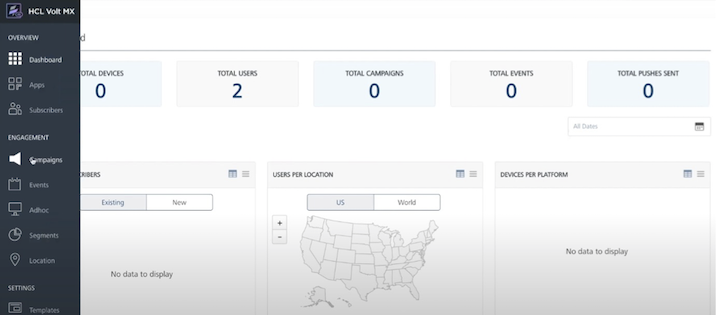 HCL Volt MX
OVERVIEW
Dashboard
Apps
Subscribers
ENGAGEMENT
Campaigns
Events
Adhoc
Segments
Location
SETTINGS
Templates
d
TOTAL DEVICES
0
TOTAL USERS
2
TOTAL CAMPAIGNS
0
TOTAL EVENTS
0
TOTAL PUSHES SENT
0
All Dates
CRIBERS
Existing
New
No data to display
USERS PER LOCATION
US
World
+
−
DEVICES PER PLATFORM
No data to display